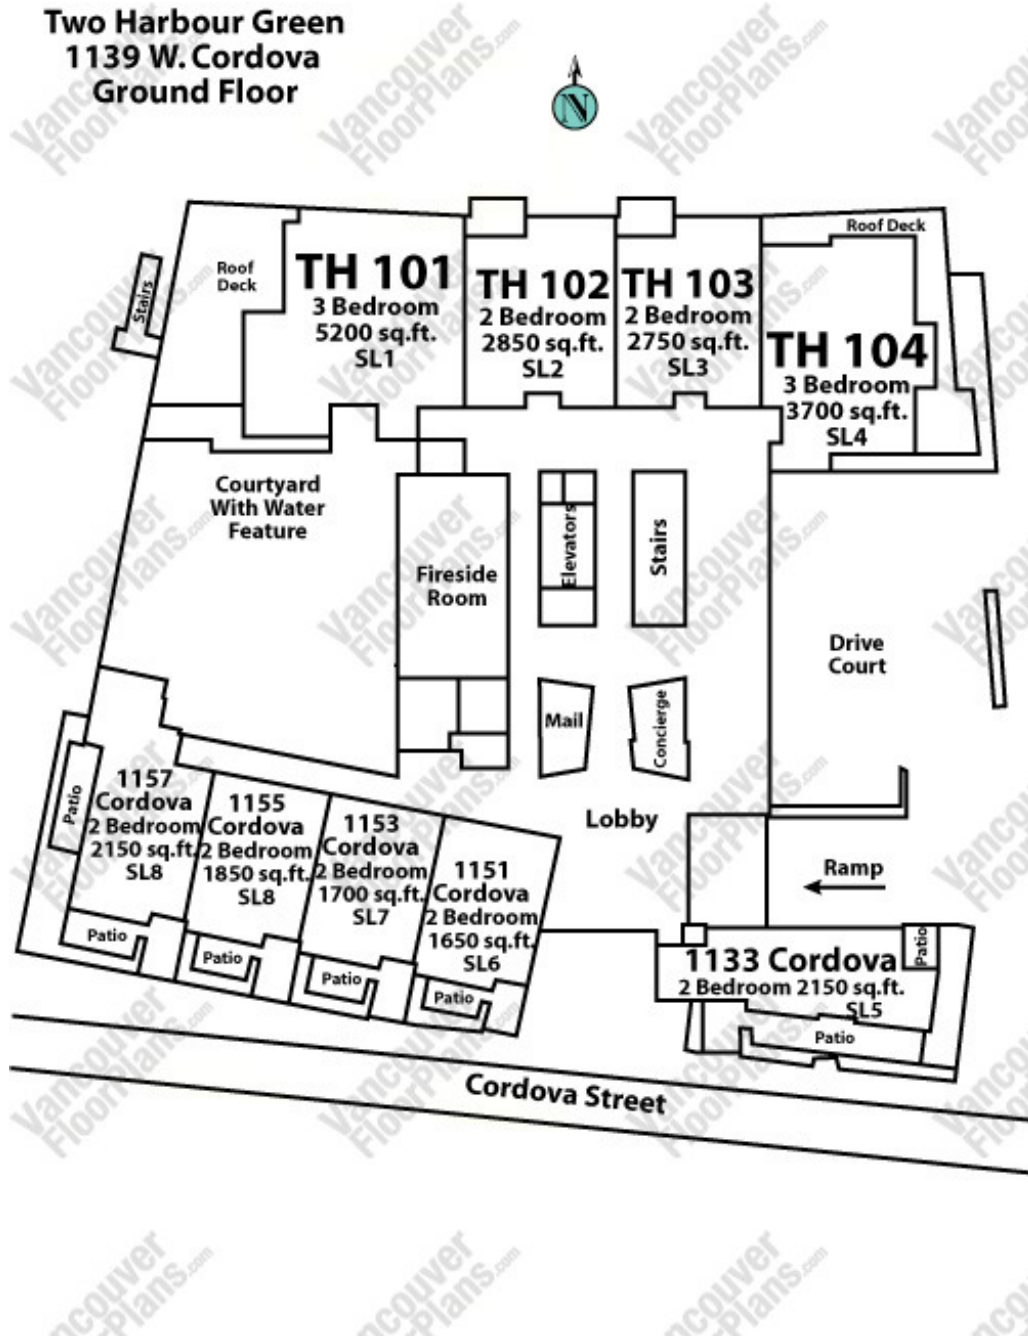 Two Harbour Green
1139 W. Cordova
Ground Floor
N
Roof
Deck
TH 101
3 Bedroom
5200 sq.ft.
SL1
TH 102
2 Bedroom
2850 sq.ft.
SL2
TH 103
2 Bedroom
2750 sq.ft.
SL3
Roof Deck
TH 104
3 Bedroom
3700 sq.ft.
SL4
Stairs
Courtyard
With Water
Feature
Fireside
Room
Elevators
Stairs
Drive
Court
Mail
Concierge
Lobby
Ramp
Patio
1157
Cordova
2 Bedroom
2150 sq.ft.
SL8
Patio
1155
Cordova
2 Bedroom
1850 sq.ft.
SL8
Patio
1153
Cordova
2 Bedroom
1700 sq.ft.
SL7
Patio
1151
Cordova
2 Bedroom
1650 sq.ft.
SL6
Patio
1133 Cordova
2 Bedroom 2150 sq.ft.
SL5
Patio
Patio
Cordova Street
Vancouver
FloorPlans.com